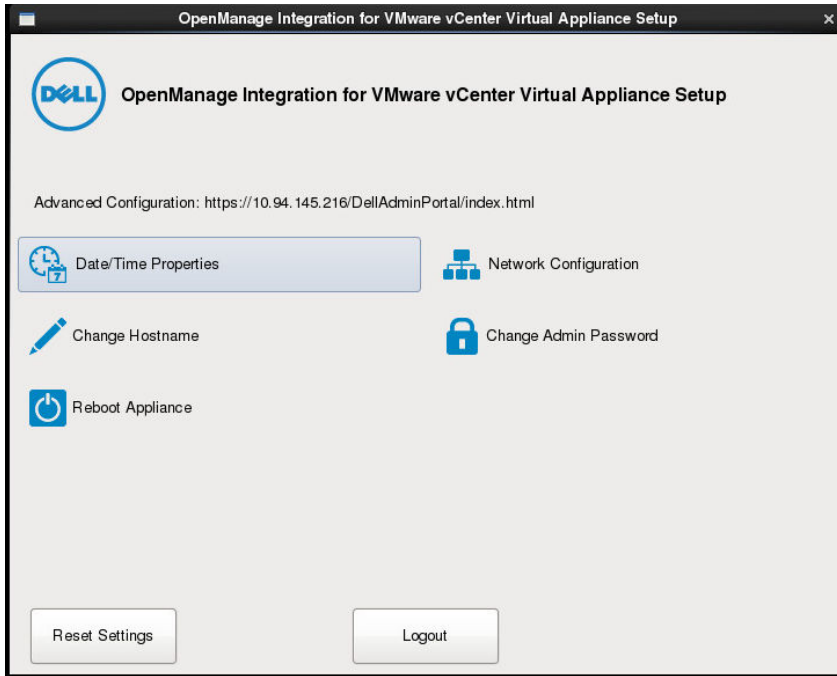 OpenManage Integration for VMware vCenter Virtual Appliance Setup
DELL
OpenManage Integration for VMware vCenter Virtual Appliance Setup
Advanced Configuration: https://10.94.145.216/DellAdminPortal/index.html
7
Date/Time Properties
Network Configuration
Change Hostname
Change Admin Password
Reboot Appliance
Reset Settings
Logout